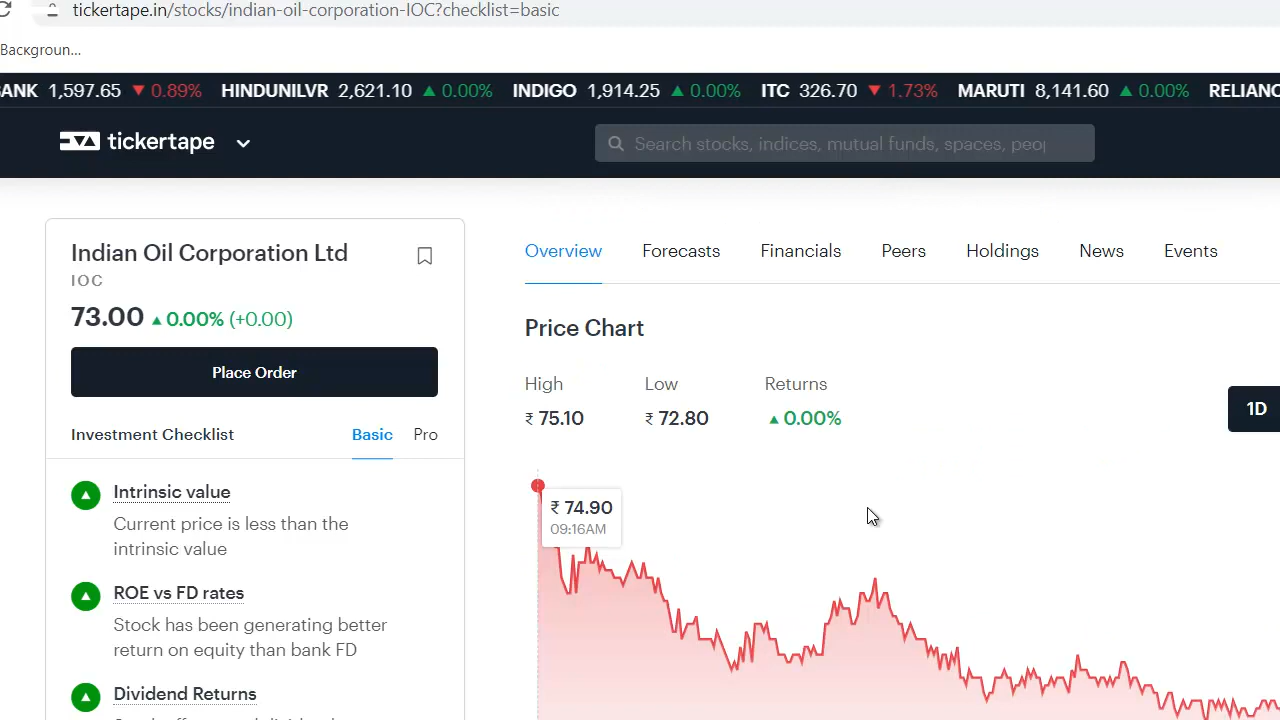 tickertape.in/stocks/indian-oil-corporation-IOC?checklist=basic
Backgroun...
ANK 1,597.65 ▼ 0.89% HINDUNILVR 2,621.10 ▲ 0.00% INDIGO 1,914.25 ▲ 0.00% ITC 326.70 ▼ 1.73% MARUTI 8,141.60 ▲ 0.00% RELIANC
tickertape
Search stocks, indices, mutual funds, spaces, peo
Indian Oil Corporation Ltd
IOC
73.00 ▲ 0.00% (+0.00)
Place Order
Investment Checklist Basic Pro
Intrinsic value
Current price is less than the
intrinsic value
ROE vs FD rates
Stock has been generating better
return on equity than bank FD
Dividend Returns
Overview Forecasts Financials Peers Holdings News Events
Price Chart
High Low Returns
₹ 75.10 ₹ 72.80 ▲ 0.00%
1D
₹ 74.90
09:16AM